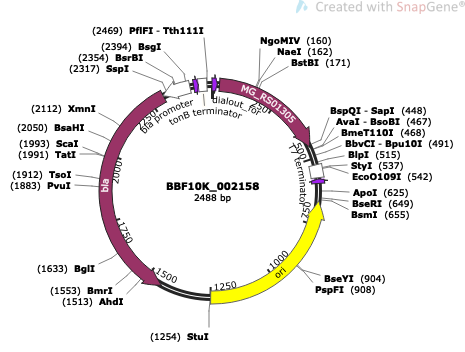 Created with SnapGene®
(2469) PflFI - Tth111I
(2394) BsgI
(2354) BsrBI
(2317) SspI
(2112) XmnI
(2050) BsaHI
(1993) ScaI
(1991) TatI
(1912) TsoI
(1883) PvuI
(1633) BglI
(1553) BmrI
(1513) AhdI
(1254) StuI
NgoMIV (160)
NaeI (162)
BstBI (171)
BspQI - SapI (448)
AvaI - BsoBI (467)
BmeT110I (468)
BbvCI - Bpu10I (491)
BlpI (515)
StyI (537)
EcoO109I (542)
ApoI (625)
BseRI (649)
BsmI (655)
BseYI (904)
PspFI (908)
BBF10K_002158
2488 bp
MG_RS01305
dialout_for
tonB terminator
bla promoter
bla
ori
T7 terminator
250
500
750
1000
1250
1500
1750
2000
2250